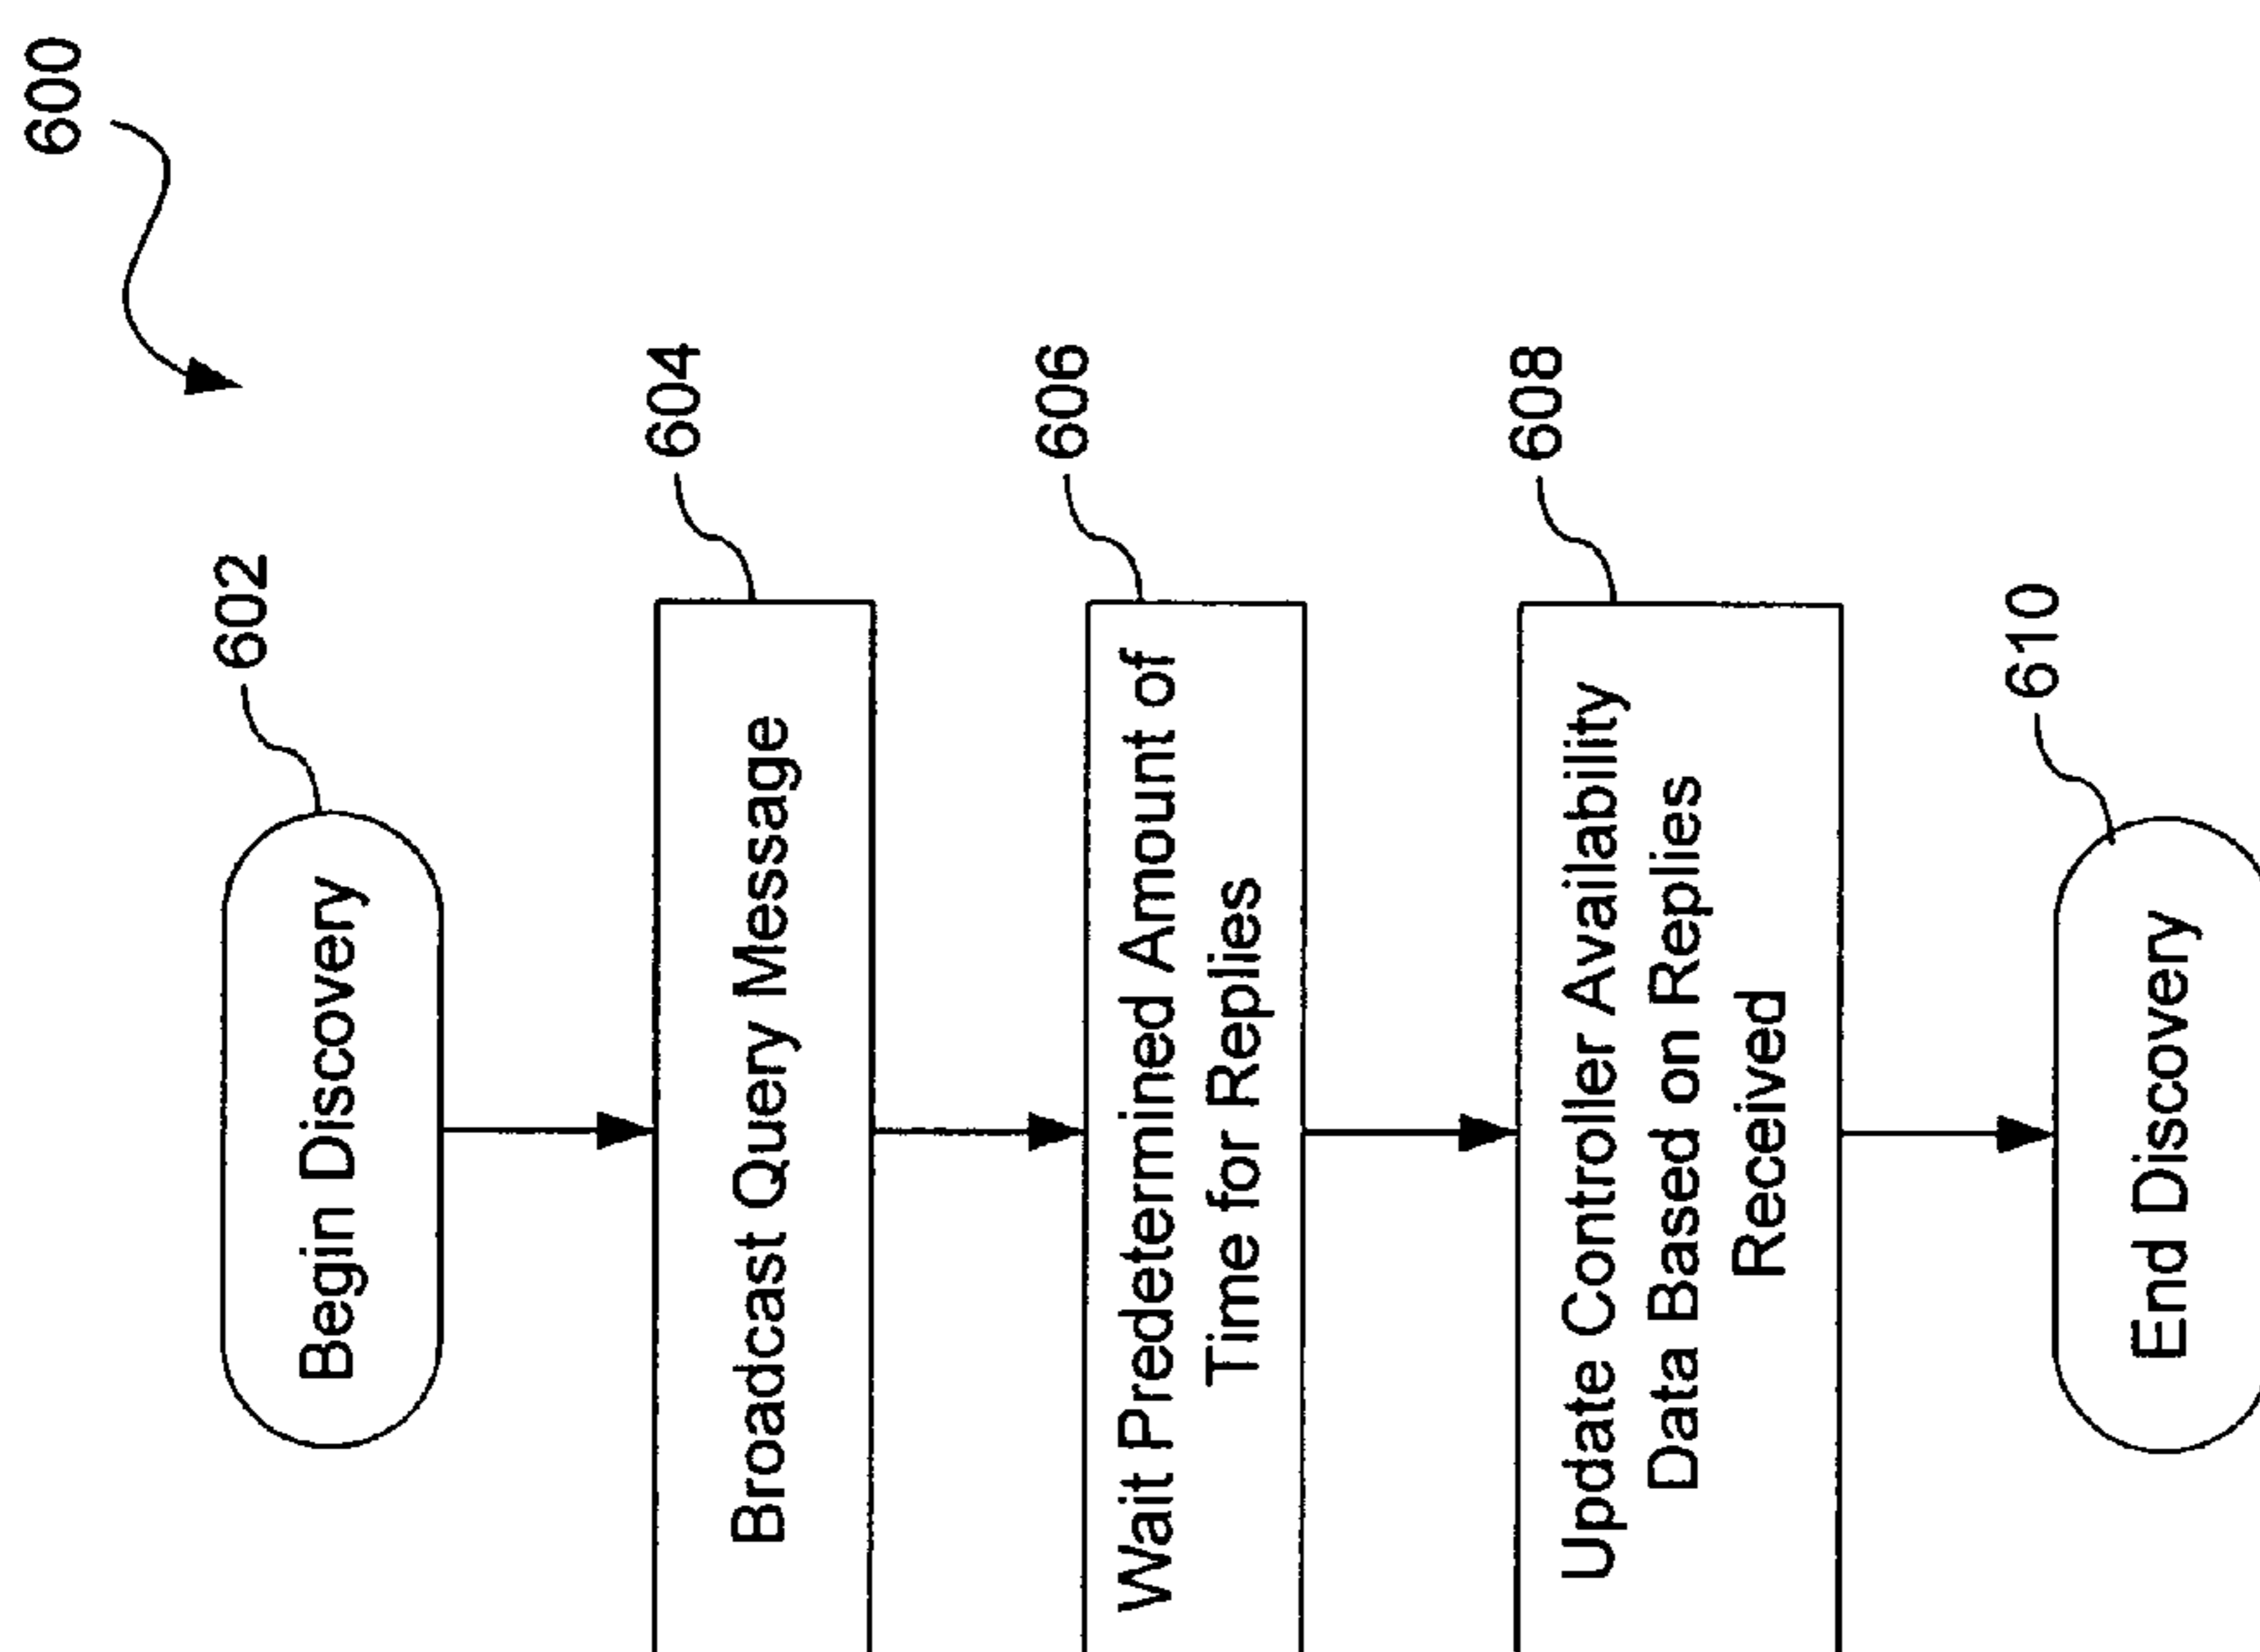 600
602
Begin Discovery
604
Broadcast Query Message
606
Wait Predetermined Amount of
Time for Replies
608
Update Controller Availability
Data Based on Replies
Received
610
End Discovery